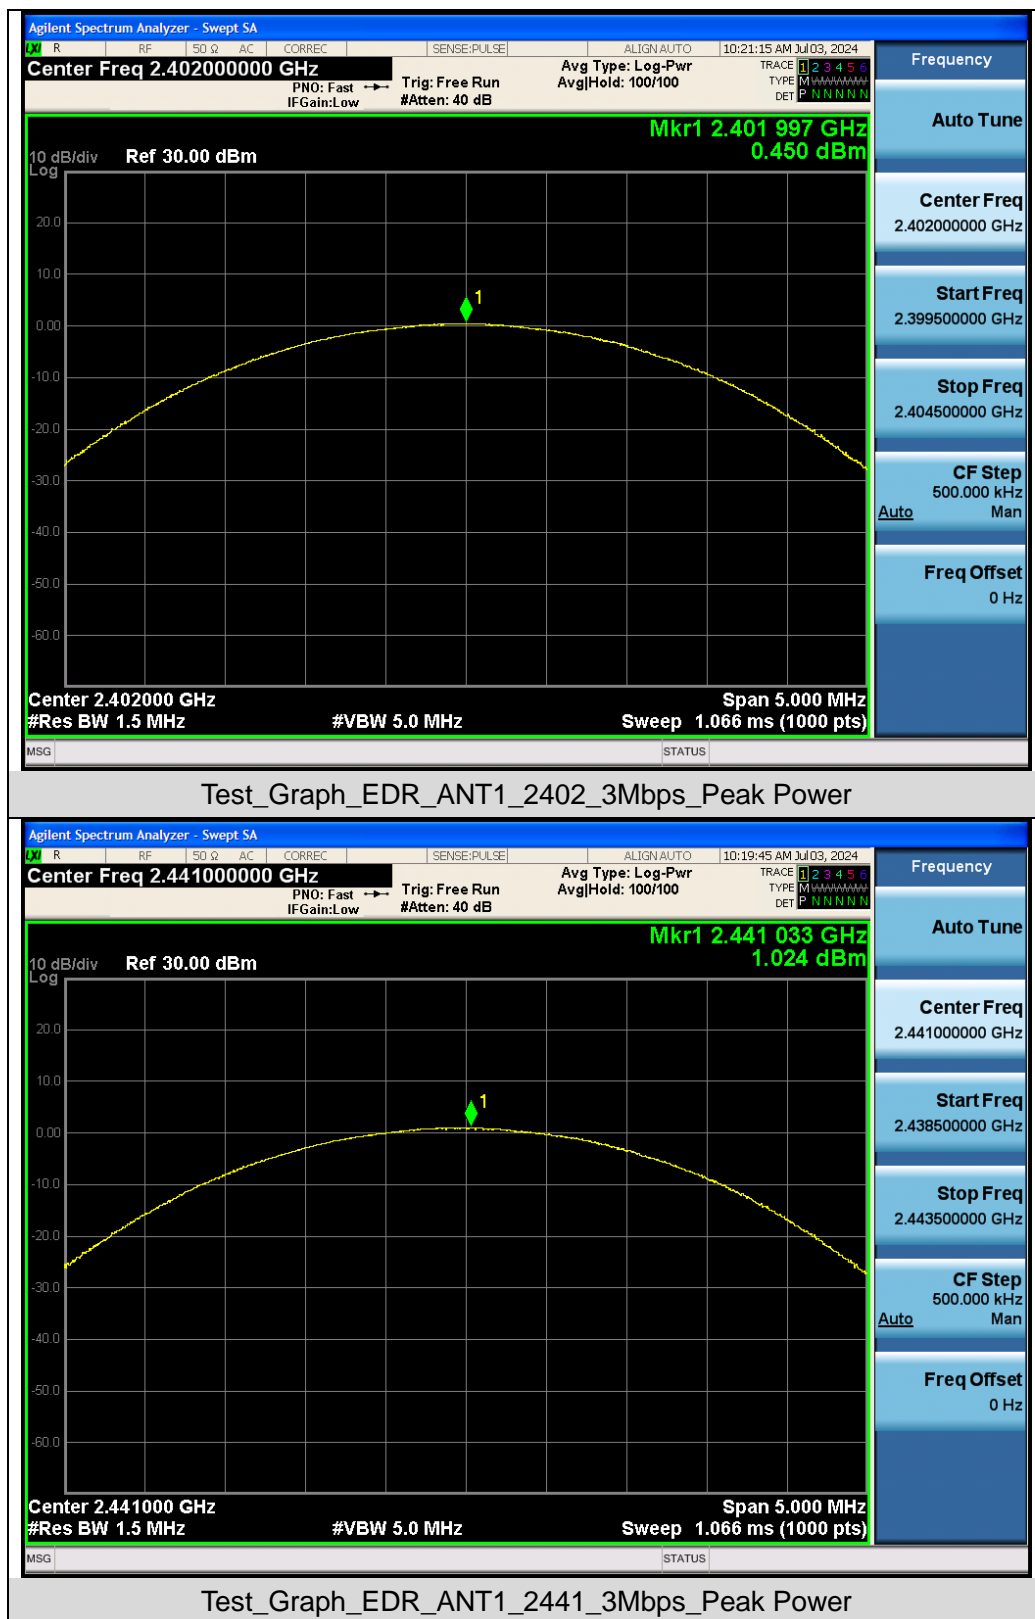 Agilent Spectrum Analyzer - Swept SA
LXI R RF 50 Ω AC CORREC SENSE:PULSE ALIGN AUTO 10:21:15 AM Jul 03, 2024
Center Freq 2.402000000 GHz
PNO: Fast
IFGain:Low
Trig: Free Run
#Atten: 40 dB
Avg Type: Log-Pwr
Avg|Hold: 100/100
TRACE 1 2 3 4 5 6
TYPE M WWWWW
DET P N N N N N
Mkr1 2.401 997 GHz
0.450 dBm
10 dB/div Ref 30.00 dBm
Log
1
20.0
10.0
0.00
-10.0
-20.0
-30.0
-40.0
-50.0
-60.0
Center 2.402000 GHz Span 5.000 MHz
#Res BW 1.5 MHz #VBW 5.0 MHz Sweep 1.066 ms (1000 pts)
MSG STATUS
Frequency
Auto Tune
Center Freq
2.402000000 GHz
Start Freq
2.399500000 GHz
Stop Freq
2.404500000 GHz
CF Step
500.000 kHz
Auto Man
Freq Offset
0 Hz
Test_Graph_EDR_ANT1_2402_3Mbps_Peak Power
Agilent Spectrum Analyzer - Swept SA
LXI R RF 50 Ω AC CORREC SENSE:PULSE ALIGN AUTO 10:19:45 AM Jul 03, 2024
Center Freq 2.441000000 GHz
PNO: Fast
IFGain:Low
Trig: Free Run
#Atten: 40 dB
Avg Type: Log-Pwr
Avg|Hold: 100/100
TRACE 1 2 3 4 5 6
TYPE M WWWWW
DET P N N N N N
Mkr1 2.441 033 GHz
1.024 dBm
10 dB/div Ref 30.00 dBm
Log
1
20.0
10.0
0.00
-10.0
-20.0
-30.0
-40.0
-50.0
-60.0
Center 2.441000 GHz Span 5.000 MHz
#Res BW 1.5 MHz #VBW 5.0 MHz Sweep 1.066 ms (1000 pts)
MSG STATUS
Frequency
Auto Tune
Center Freq
2.441000000 GHz
Start Freq
2.438500000 GHz
Stop Freq
2.443500000 GHz
CF Step
500.000 kHz
Auto Man
Freq Offset
0 Hz
Test_Graph_EDR_ANT1_2441_3Mbps_Peak Power